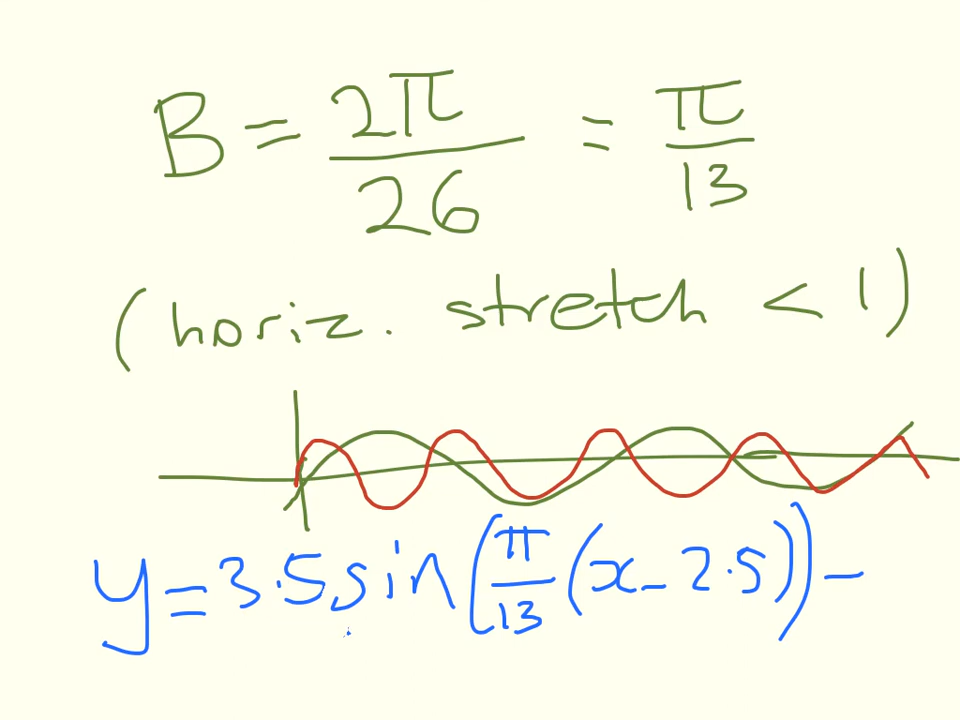 B = 2π/26 = π/13
(horiz. stretch < 1)
y = 3.5 sin(π/13 (x - 2.5)) -